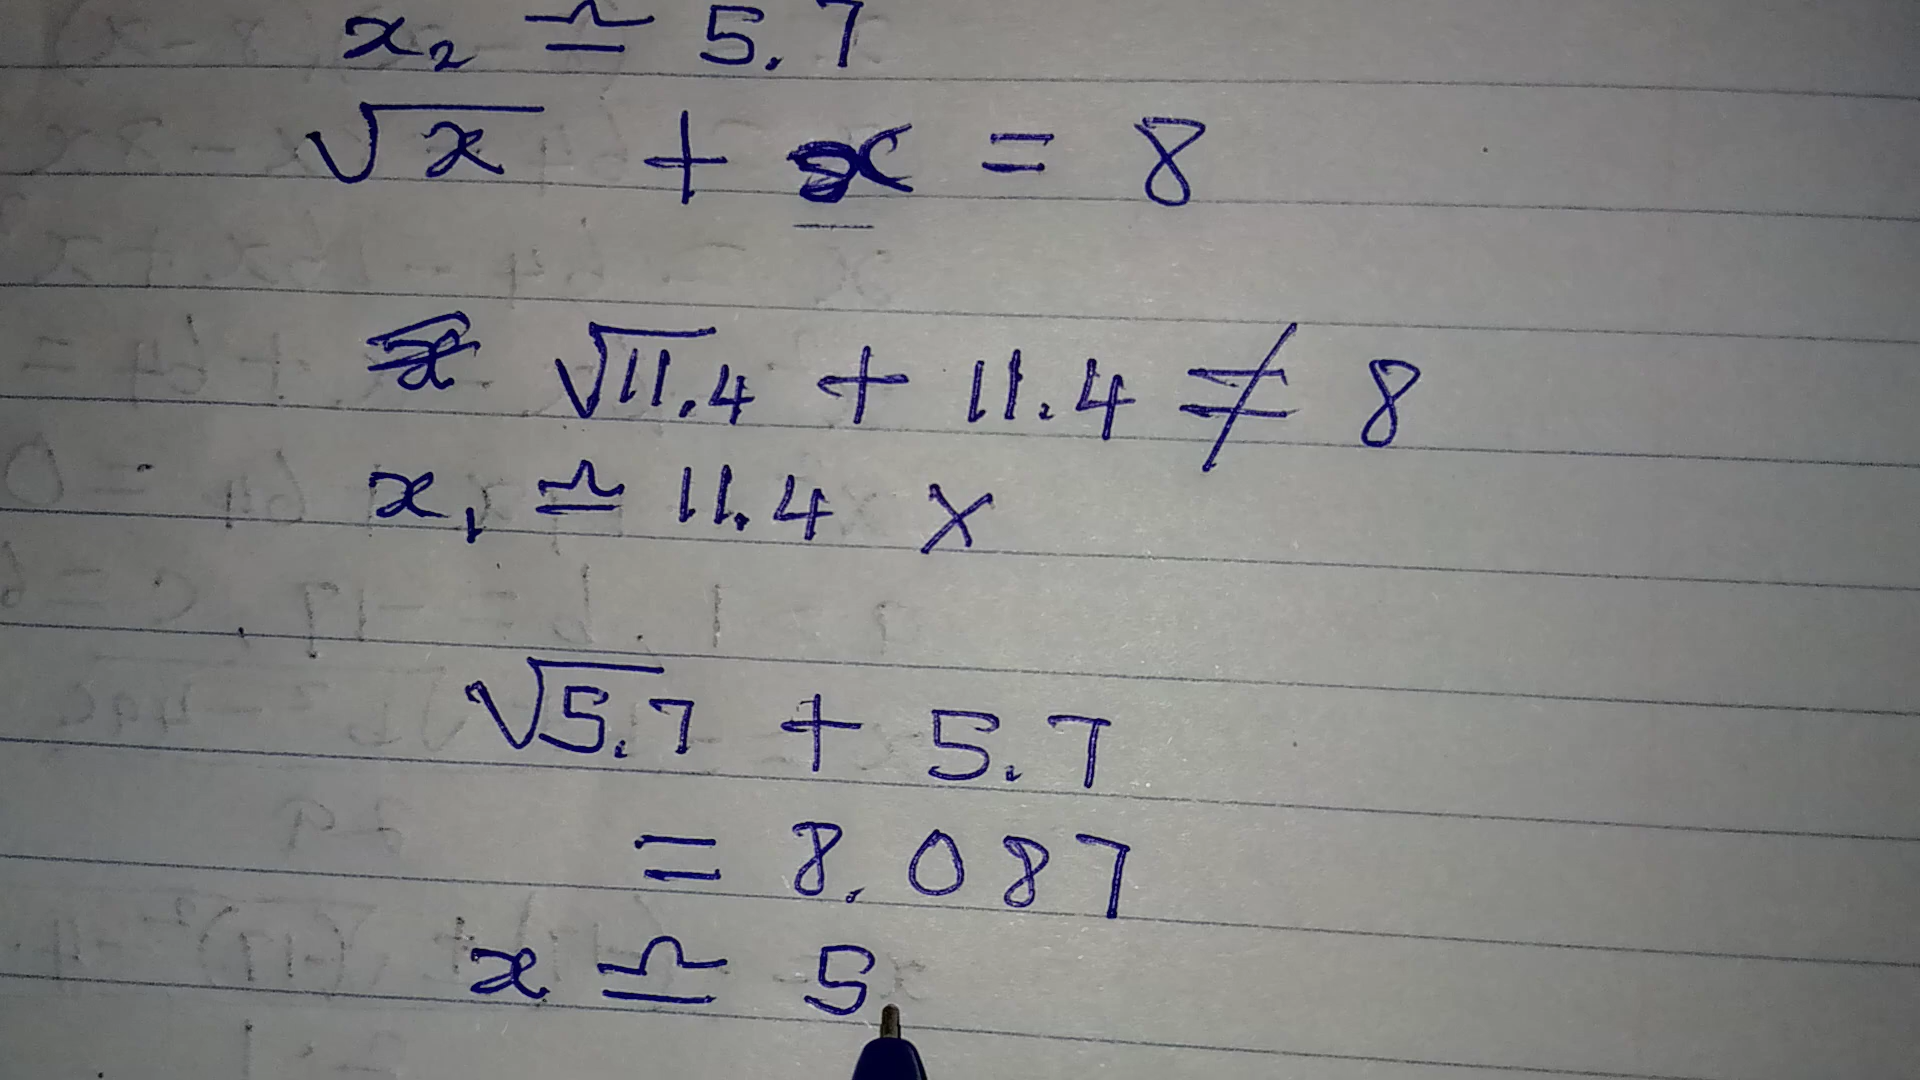 x₂ ≏ 5.7
√x + x = 8
√11.4 + 11.4 ≠ 8
x₁ ≏ 11.4 ×
√5.7 + 5.7
= 8.087
x ≏ 5